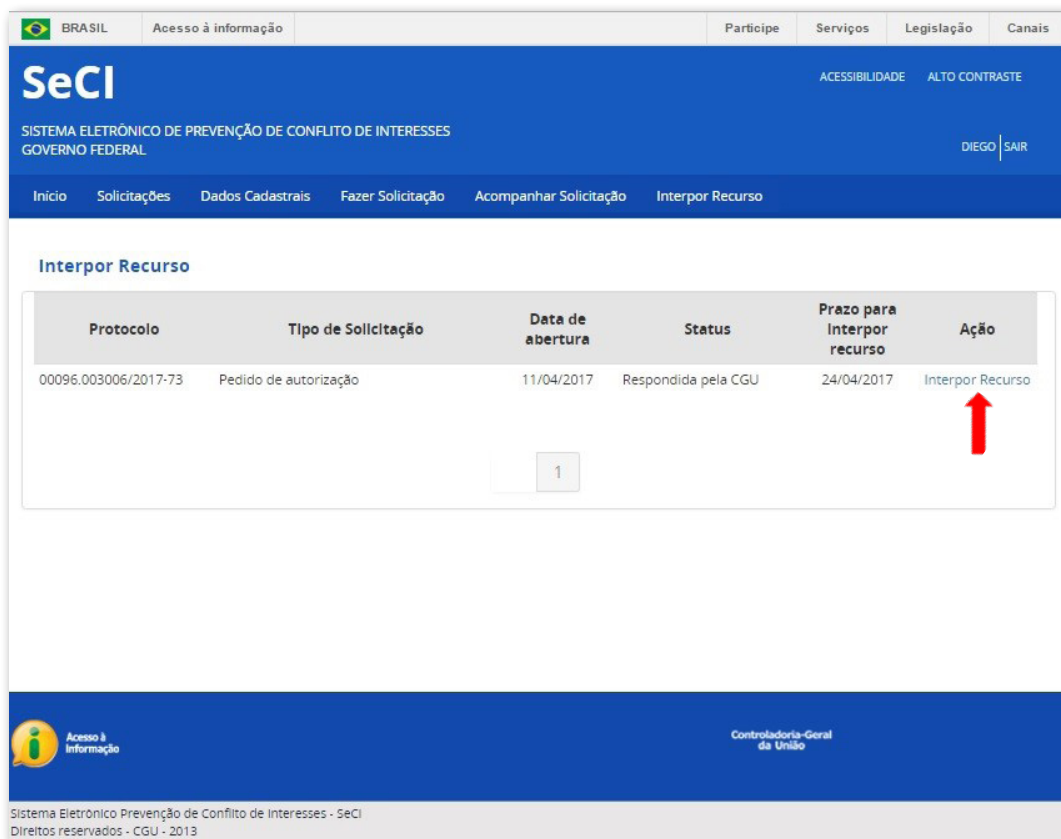 BRASIL Acesso à informação Participe Serviços Legislação Canais
SeCI
ACESSIBILIDADE ALTO CONTRASTE
SISTEMA ELETRÔNICO DE PREVENÇÃO DE CONFLITO DE INTERESSES
GOVERNO FEDERAL
DIEGO SAIR
Início Solicitações Dados Cadastrais Fazer Solicitação Acompanhar Solicitação Interpor Recurso
Interpor Recurso
Protocolo Tipo de Solicitação Data de abertura Status Prazo para Interpor recurso Ação
00096.003006/2017-73 Pedido de autorização 11/04/2017 Respondida pela CGU 24/04/2017 Interpor Recurso
1
Acesso à
Informação
Controladoria-Geral
da União
Sistema Eletrônico Prevenção de Conflito de Interesses - SeCI
Direitos reservados - CGU - 2013